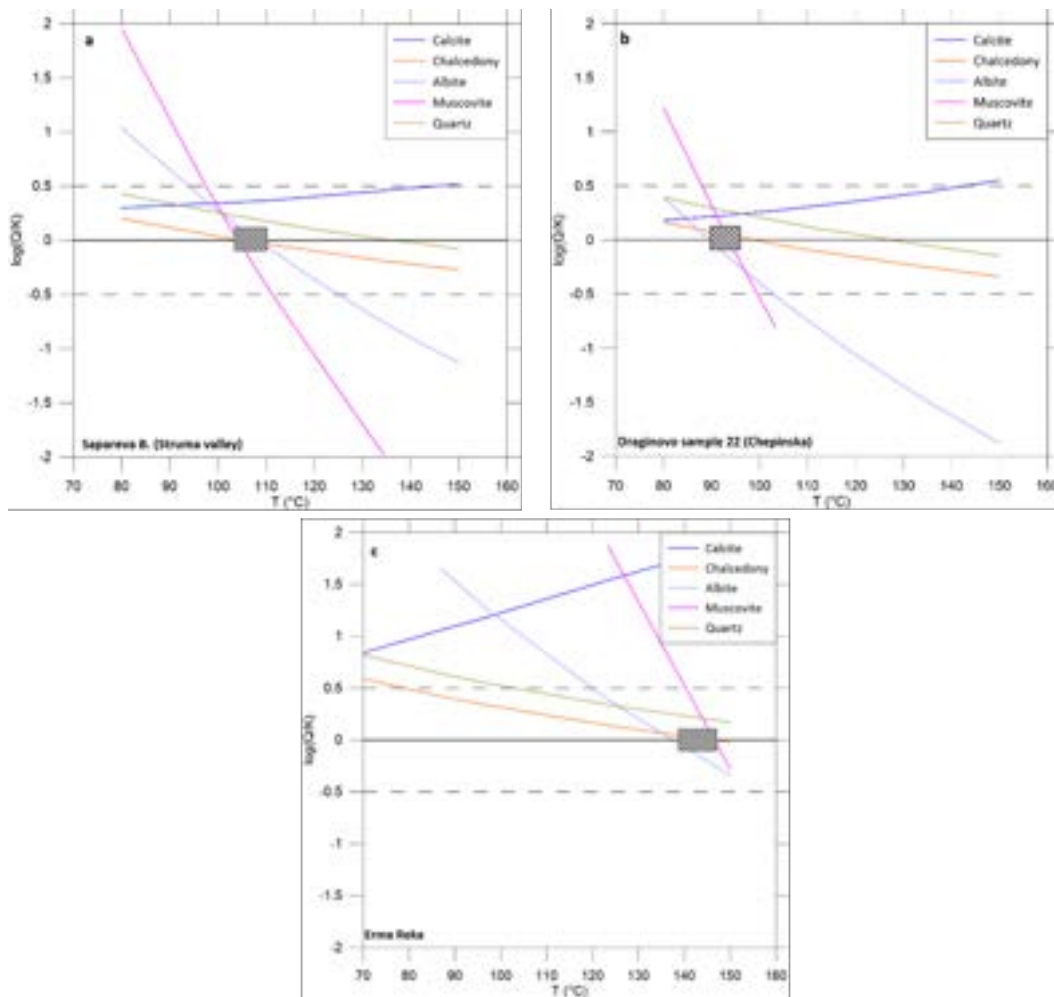 a
Calcite
Chalcedony
Albite
Muscovite
Quartz
2
1.5
1
0.5
0
-0.5
-1
-1.5
-2
log(Q/K)
Sapareva B. (Struma valley)
70 80 90 100 110 120 130 140 150 160
T (°C)
b
Calcite
Chalcedony
Albite
Muscovite
Quartz
2
1.5
1
0.5
0
-0.5
-1
-1.5
-2
log(Q/K)
Draginovo sample 22 (Chepinska)
70 80 90 100 110 120 130 140 150 160
T (°C)
c
Calcite
Chalcedony
Albite
Muscovite
Quartz
2
1.5
1
0.5
0
-0.5
-1
-1.5
-2
log(Q/K)
Erma Reka
70 80 90 100 110 120 130 140 150 160
T (°C)